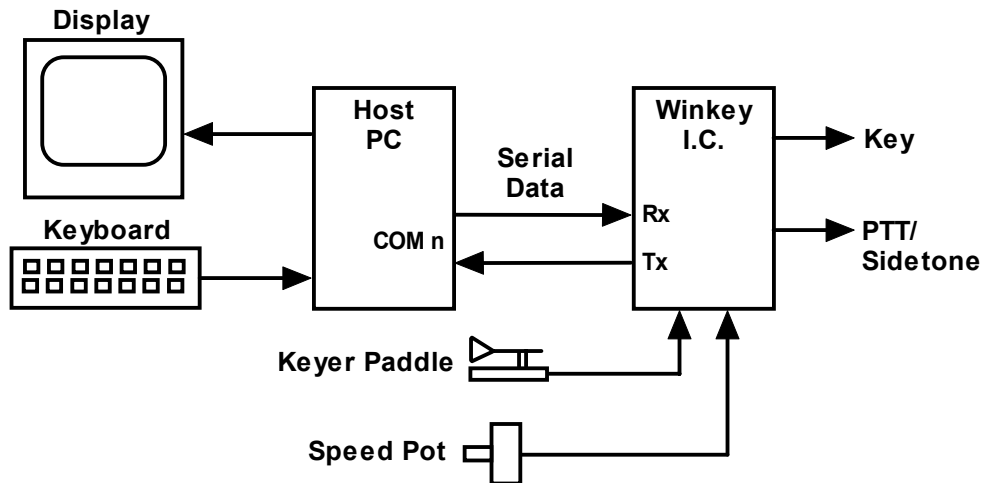 Display
Host
PC
Winkey
I.C.
Key
Serial
Data
Rx
Keyboard
COM n
Tx
PTT/
Sidetone
Keyer Paddle
Speed Pot